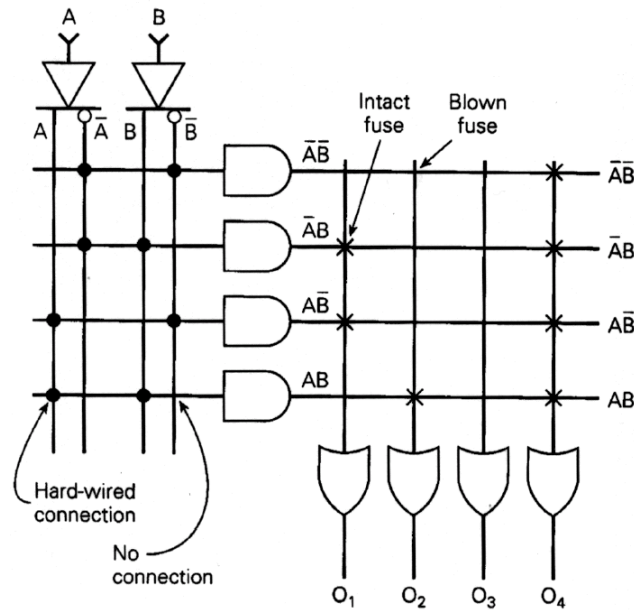 A B
A A̅ B B̅
Intact
fuse
Blown
fuse
A̅B̅ A̅B̅
A̅B A̅B
AB̅ AB̅
AB AB
Hard-wired
connection
No
connection
O₁ O₂ O₃ O₄